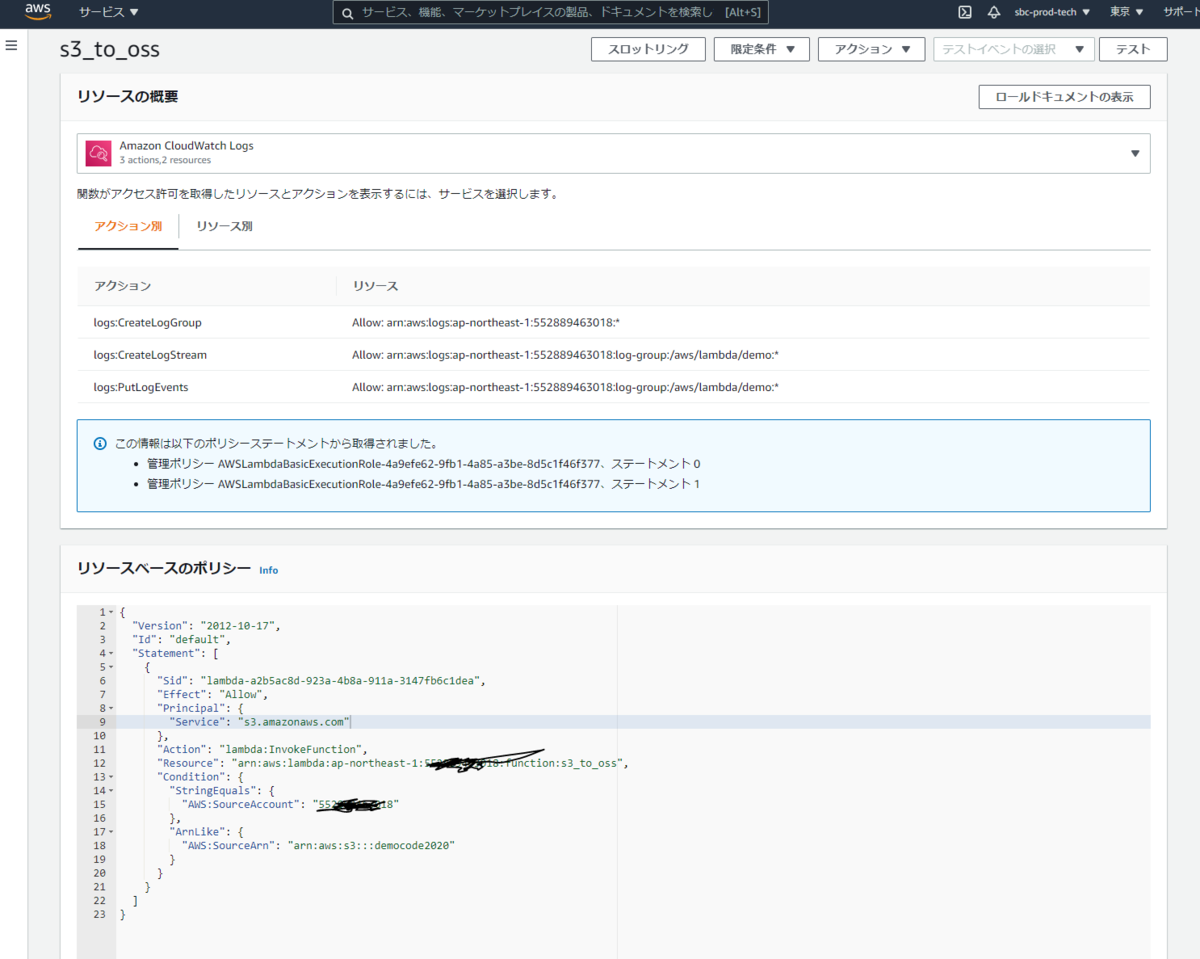 aws サービス ▼ サービス、機能、マーケットプレイスの製品、ドキュメントを検索し [Alt+S] sbc-prod-tech ▼ 東京 ▼ サポート
s3_to_oss スロットリング 限定条件 ▼ アクション ▼ テストイベントの選択 ▼ テスト
リソースの概要 ロールドキュメントの表示
Amazon CloudWatch Logs
3 actions,2 resources
関数がアクセス許可を取得したリソースとアクションを表示するには、サービスを選択します。
アクション別 リソース別
アクション リソース
logs:CreateLogGroup Allow: arn:aws:logs:ap-northeast-1:552889463018:*
logs:CreateLogStream Allow: arn:aws:logs:ap-northeast-1:552889463018:log-group:/aws/lambda/demo:*
logs:PutLogEvents Allow: arn:aws:logs:ap-northeast-1:552889463018:log-group:/aws/lambda/demo:*
この情報は以下のポリシーステートメントから取得されました。
• 管理ポリシー AWSLambdaBasicExecutionRole-4a9efe62-9fb1-4a85-a3be-8d5c1f46f377、ステートメント 0
• 管理ポリシー AWSLambdaBasicExecutionRole-4a9efe62-9fb1-4a85-a3be-8d5c1f46f377、ステートメント 1
リソースベースのポリシー Info
1 {
2 "Version": "2012-10-17",
3 "Id": "default",
4 "Statement": [
5 {
6 "Sid": "lambda-a2b5ac8d-923a-4b8a-911a-3147fb6c1dea",
7 "Effect": "Allow",
8 "Principal": {
9 "Service": "s3.amazonaws.com"
10 },
11 "Action": "lambda:InvokeFunction",
12 "Resource": "arn:aws:lambda:ap-northeast-1: :function:s3_to_oss",
13 "Condition": {
14 "StringEquals": {
15 "AWS:SourceAccount": " "
16 },
17 "ArnLike": {
18 "AWS:SourceArn": "arn:aws:s3:::democode2020"
19 }
20 }
21 }
22 ]
23 }